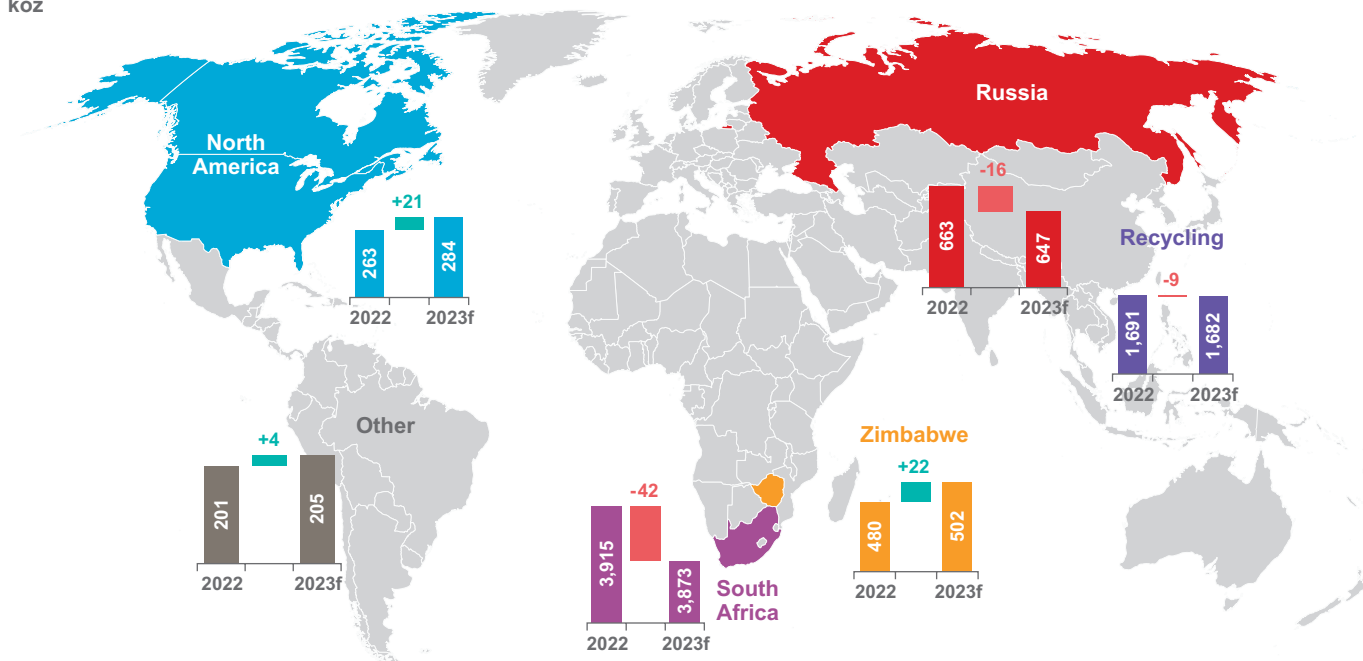 koz
North
America
+21
263
284
2022
2023f
Russia
-16
663
647
2022
2023f
Recycling
-9
1,691
1,682
2022
2023f
Other
+4
201
205
2022
2023f
-42
3,915
3,873
2022
2023f
South
Africa
Zimbabwe
+22
480
502
2022
2023f